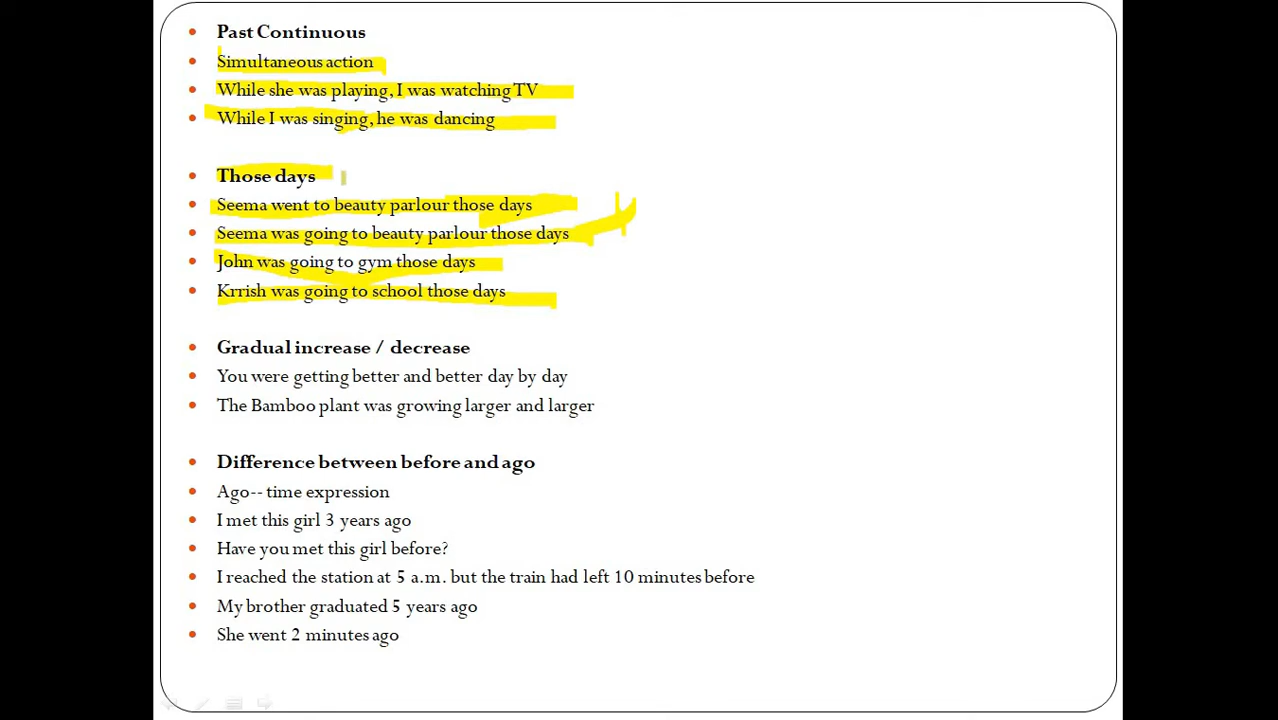 Past Continuous
Simultaneous action
While she was playing, I was watching TV
While I was singing, he was dancing
Those days
Seema went to beauty parlour those days
Seema was going to beauty parlour those days
John was going to gym those days
Krrish was going to school those days
Gradual increase / decrease
You were getting better and better day by day
The Bamboo plant was growing larger and larger
Difference between before and ago
Ago-- time expression
I met this girl 3 years ago
Have you met this girl before?
I reached the station at 5 a.m. but the train had left 10 minutes before
My brother graduated 5 years ago
She went 2 minutes ago